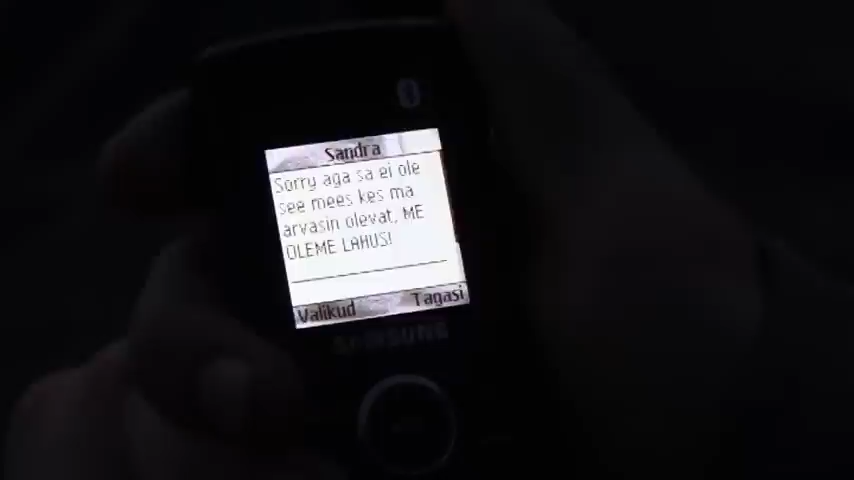 Sandra
Sorry aga sa ei ole
see mees kes ma
arvasin olevat, ME
OLEME LAHUS!
Valikud Tagasi
SAMSUNG